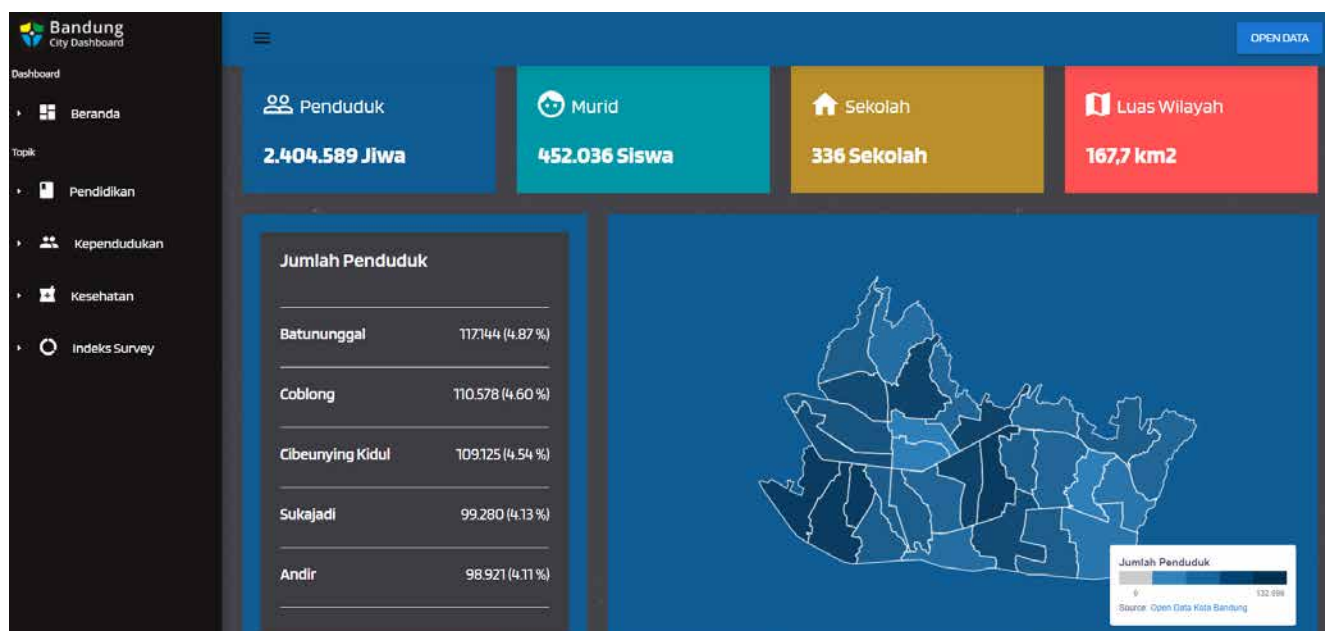 Bandung
City Dashboard
OPEN DATA
Dashboard
Beranda
Topik
Pendidikan
Kependudukan
Kesehatan
Indeks Survey
Penduduk
2.404.589 Jiwa
Murid
452.036 Siswa
Sekolah
336 Sekolah
Luas Wilayah
167,7 km2
Jumlah Penduduk
Batununggal 117.144 (4.87 %)
Coblong 110.578 (4.60 %)
Cibeunying Kidul 109.125 (4.54 %)
Sukajadi 99.280 (4.13 %)
Andir 98.921 (4.11 %)
Jumlah Penduduk
0
Source: Open Data Kota Bandung